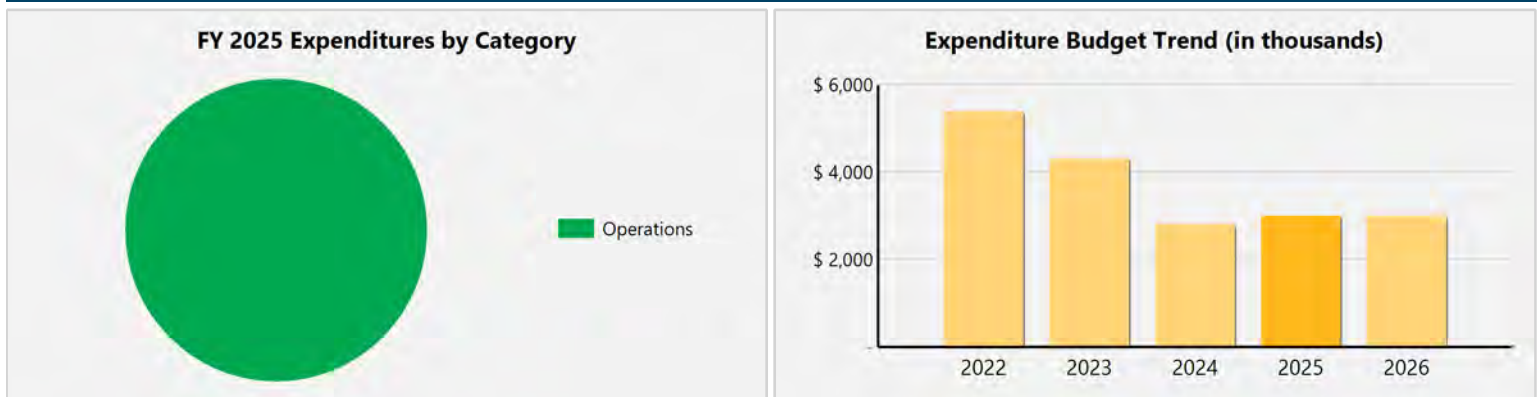 FY 2025 Expenditures by Category
Operations
Expenditure Budget Trend (in thousands)
$ 6,000
$ 4,000
$ 2,000
-
2022 2023 2024 2025 2026